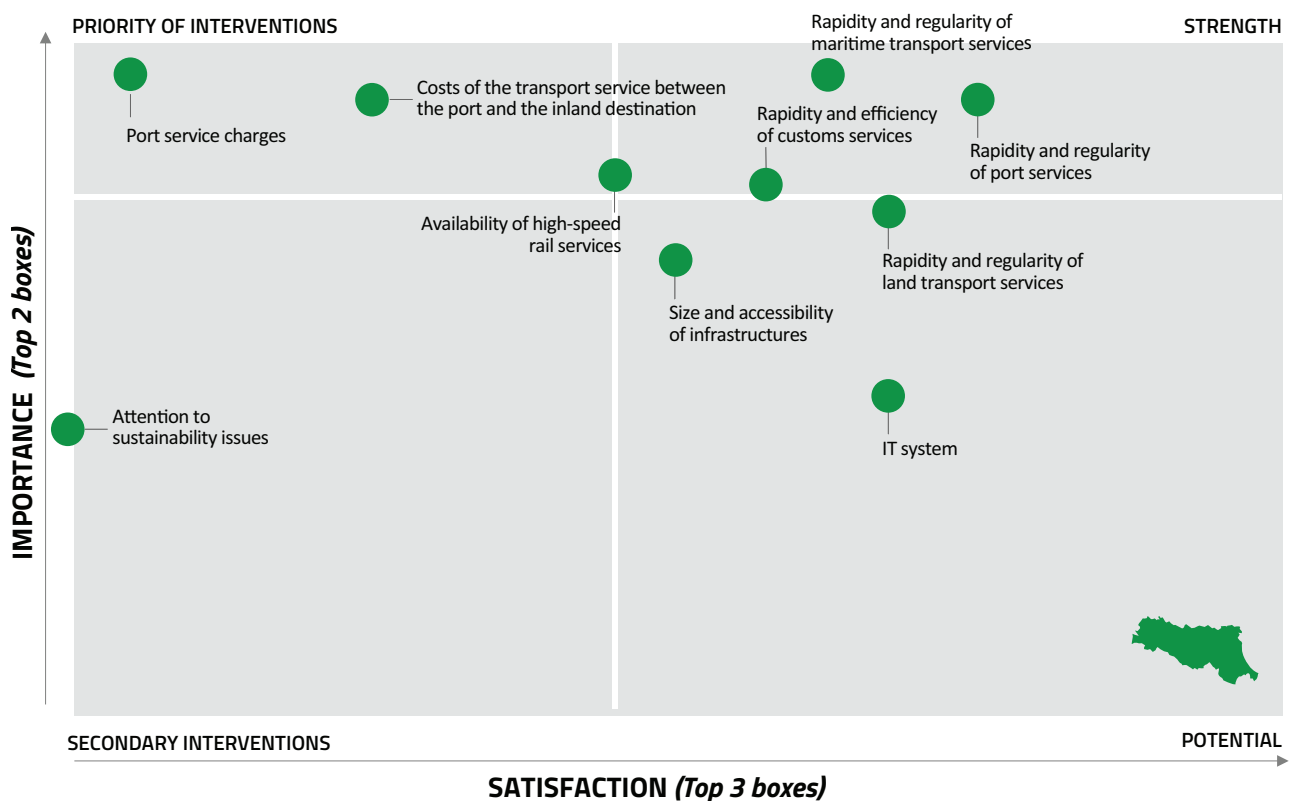 PRIORITY OF INTERVENTIONS
STRENGTH
Rapidity and regularity of
maritime transport services
Costs of the transport service between
the port and the inland destination
Port service charges
Rapidity and efficiency
of customs services
Rapidity and regularity
of port services
Availability of high-speed
rail services
Rapidity and regularity of
land transport services
Size and accessibility
of infrastructures
Attention to
sustainability issues
IT system
IMPORTANCE (Top 2 boxes)
SECONDARY INTERVENTIONS
POTENTIAL
SATISFACTION (Top 3 boxes)